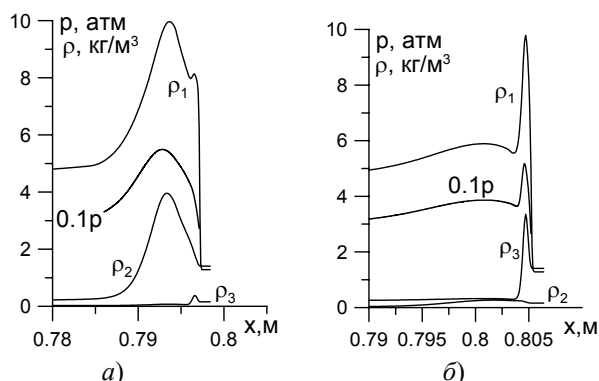 p, атм
ρ, кг/м³
10
8
6
4
2
0
ρ₁
0.1p
ρ₂
ρ₃
0.78
0.79
0.8
x,м
а)
p, атм
ρ, кг/м³
10
8
6
4
2
0
ρ₁
0.1p
ρ₃
ρ₂
0.79
0.795
0.8
0.805
x,м
б)